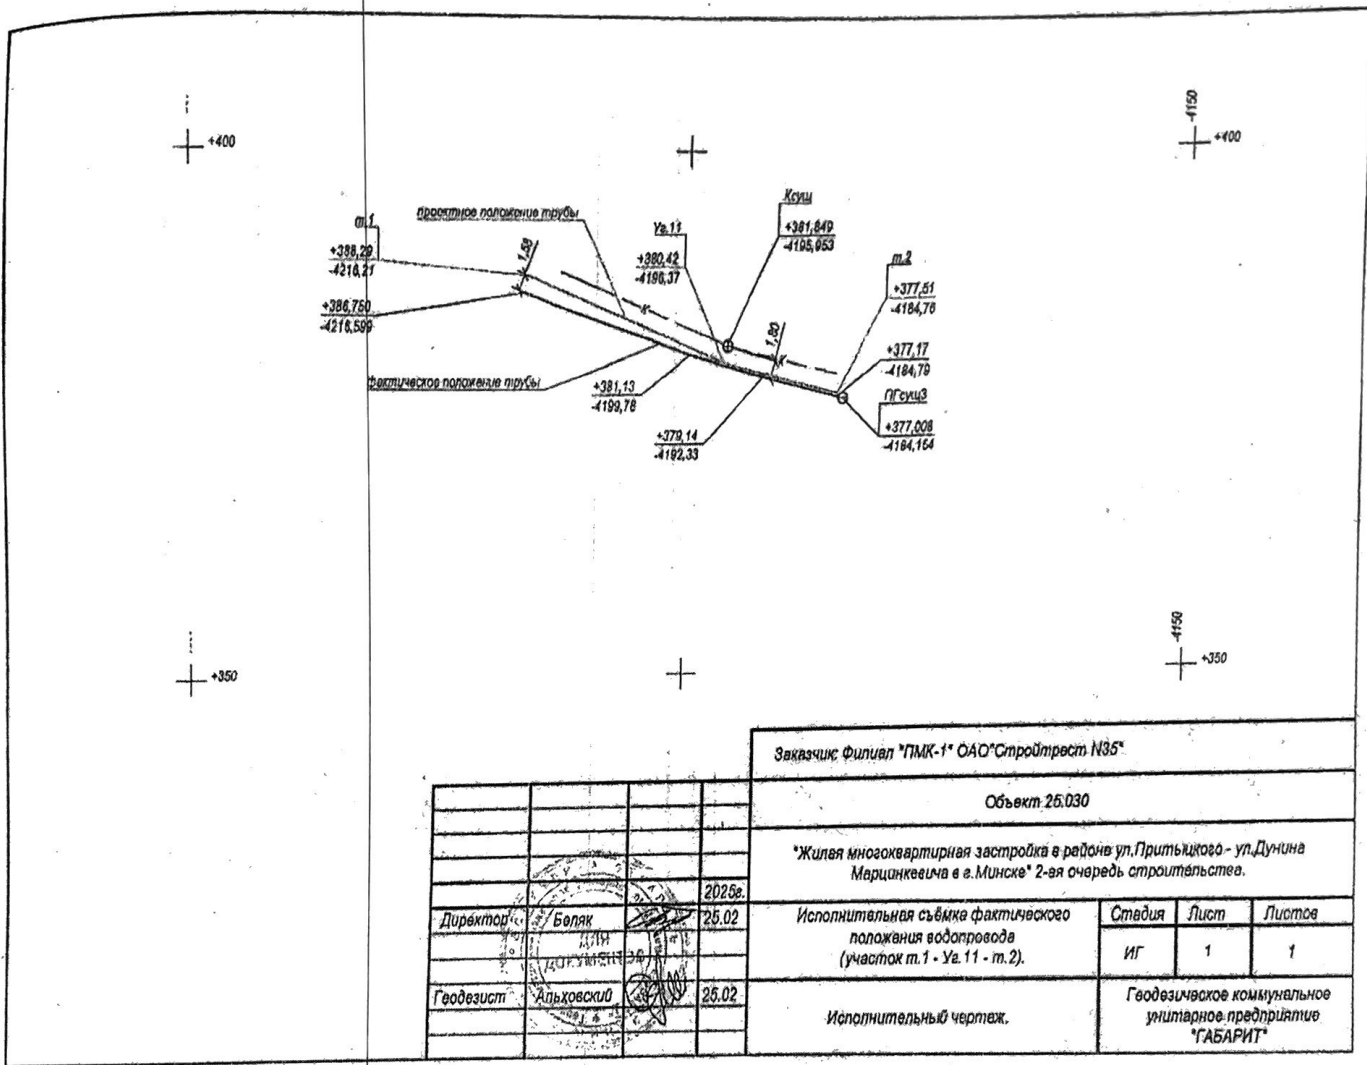 +400
-4150
+400
т.1
+388,29
-4216,21
+386,750
-4216,599
проектное положение трубы
1,58
Уг.11
+380,42
-4196,37
Ксущ
+381,849
-4195,953
т.2
+377,51
-4184,76
+377,17
-4184,79
ПГсущ3
+377,008
-4184,164
к
к
1,80
фактическое положение трубы
+381,13
-4199,78
+379,14
-4192,33
+350
-4150
+350
Заказчик: Филиал "ПМК-1" ОАО"Стройтрест N35"
Объект 25.030
"Жилая многоквартирная застройка в районе ул.Притыцкого - ул.Дунина
Марцинкевича в г.Минске" 2-ая очередь строительства.
2025г.
Директор Беляк 25.02
Геодезист Апьховский 25.02
ДЛЯ
ДОКУМЕНТОВ
Исполнительная съёмка фактического
положения водопровода
(участок т.1 - Уг.11 - т.2).
Стадия Лист Листов
ИГ 1 1
Исполнительный чертеж.
Геодезическое коммунальное
унитарное предприятие
"ГАБАРИТ"